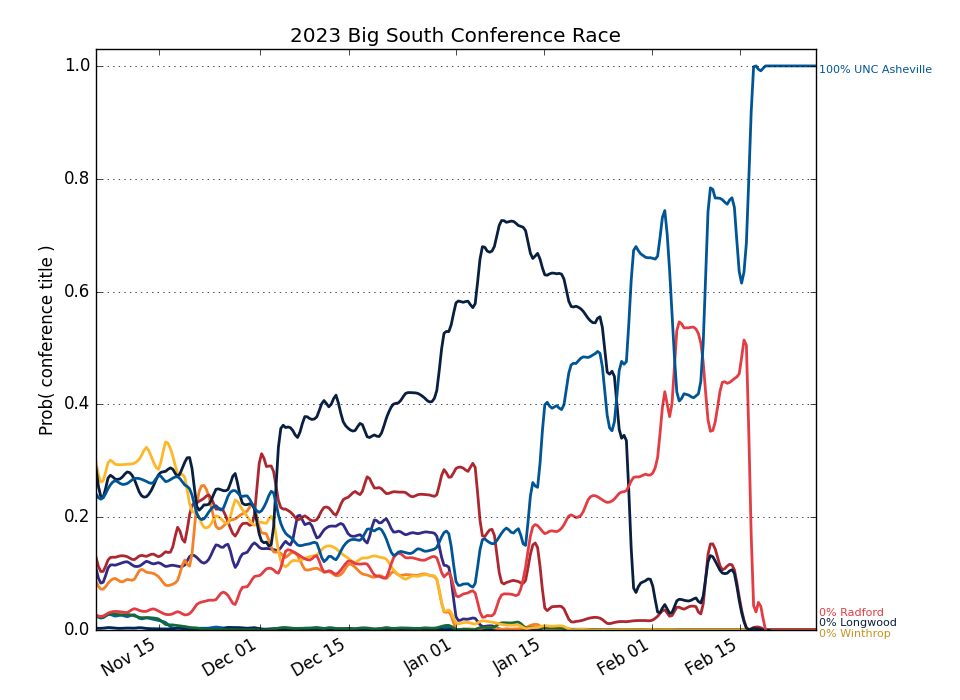 2023 Big South Conference Race
Prob( conference title )
1.0
0.8
0.6
0.4
0.2
0.0
Nov 15
Dec 01
Dec 15
Jan 01
Jan 15
Feb 01
Feb 15
100% UNC Asheville
0% Radford
0% Longwood
0% Winthrop